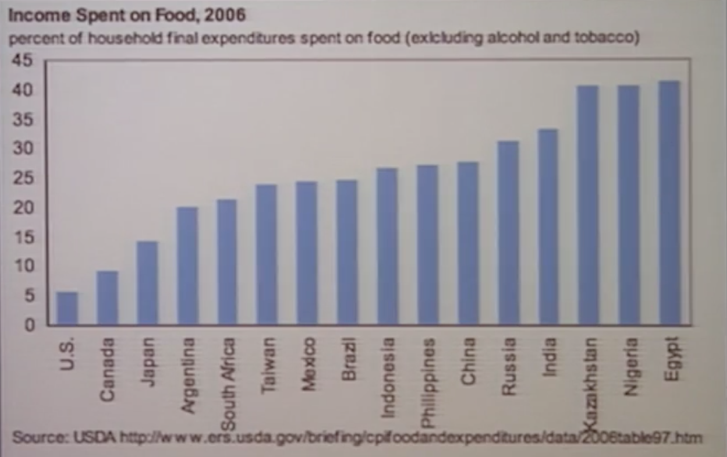 Income Spent on Food, 2006
percent of household final expenditures spent on food (exlcluding alcohol and tobacco)
45
40
35
30
25
20
15
10
5
0
U.S.
Canada
Japan
Argentina
South Africa
Taiwan
Mexico
Brazil
Indonesia
Philippines
China
Russia
India
Kazakhstan
Nigeria
Egypt
Source: USDA http://www.ers.usda.gov/briefing/cpifoodandexpenditures/data/2006table97.htm